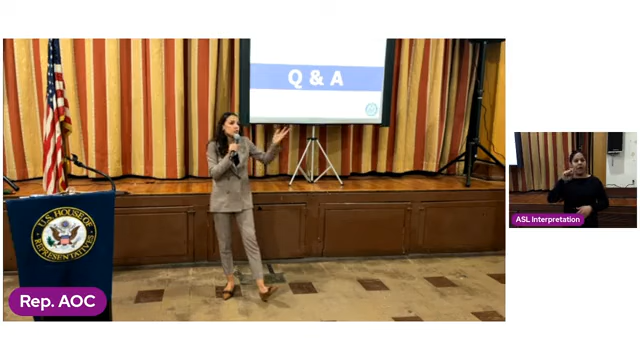 Q & A
U.S. HOUSE OF
REPRESENTATIVES
Rep. AOC
ASL Interpretation